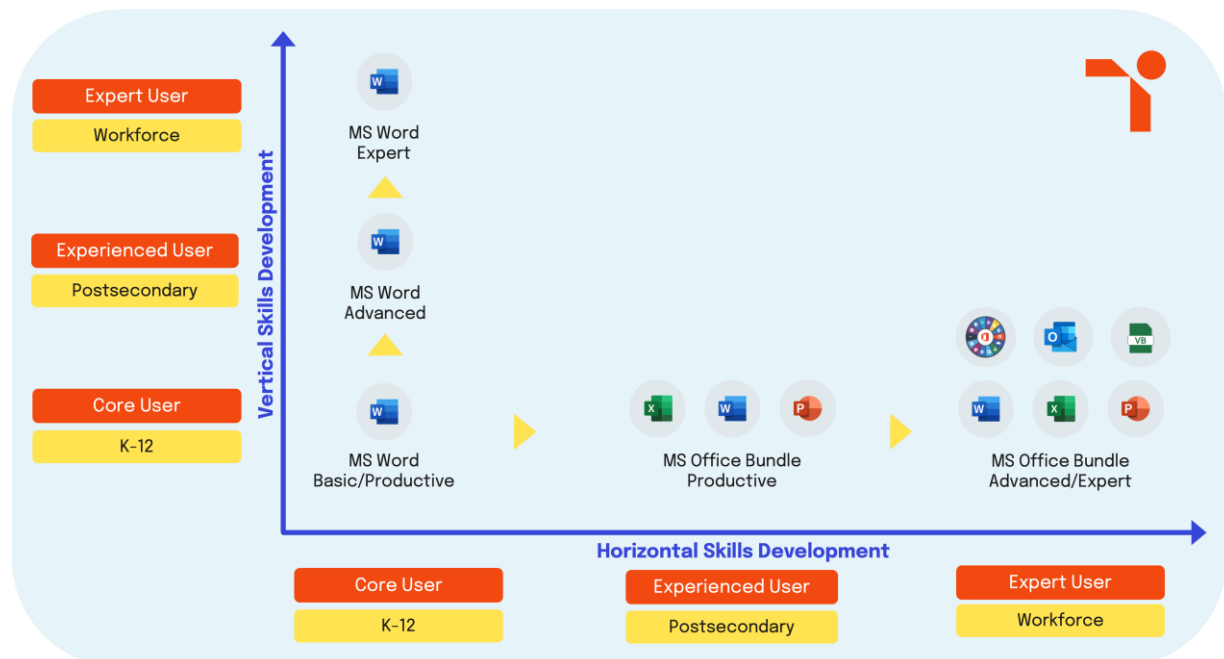 Expert User
Workforce
Experienced User
Postsecondary
Core User
K-12
Vertical Skills Development
W
MS Word
Expert
W
MS Word
Advanced
W
MS Word
Basic/Productive
X
W
P
MS Office Bundle
Productive
O
VB
W
X
P
MS Office Bundle
Advanced/Expert
Horizontal Skills Development
Core User
K-12
Experienced User
Postsecondary
Expert User
Workforce